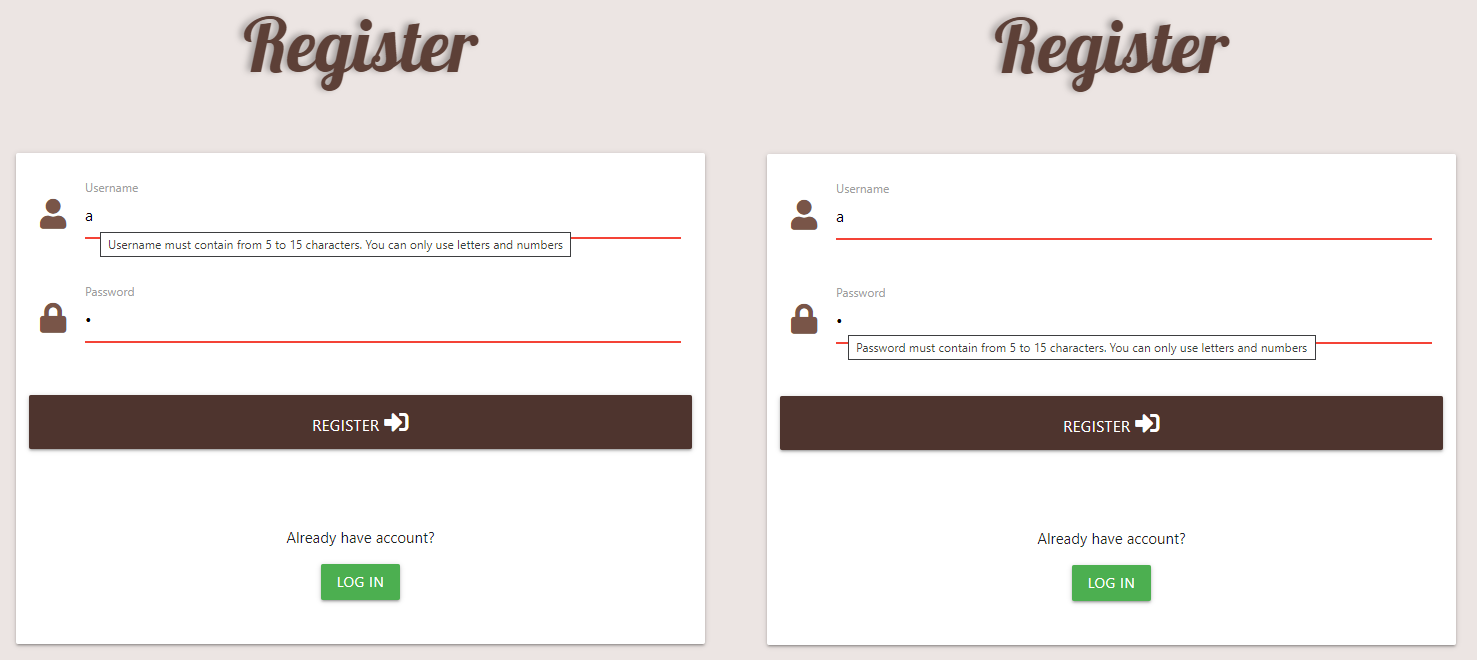 Register
Username
a
Username must contain from 5 to 15 characters. You can only use letters and numbers
Password
•
REGISTER
Already have account?
LOG IN
Register
Username
a
Password
•
Password must contain from 5 to 15 characters. You can only use letters and numbers
REGISTER
Already have account?
LOG IN